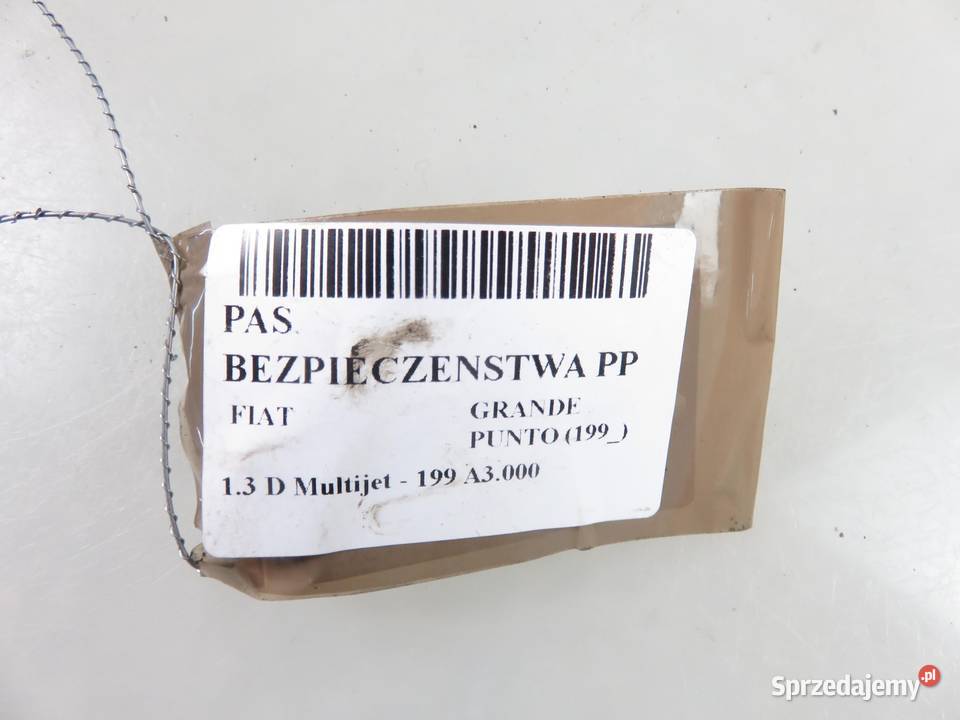 PAS
BEZPIECZENSTWA PP
FIAT
GRANDE
PUNTO (199_)
1.3 D Multijet - 199 A3.000
Sprzedajemy.pl